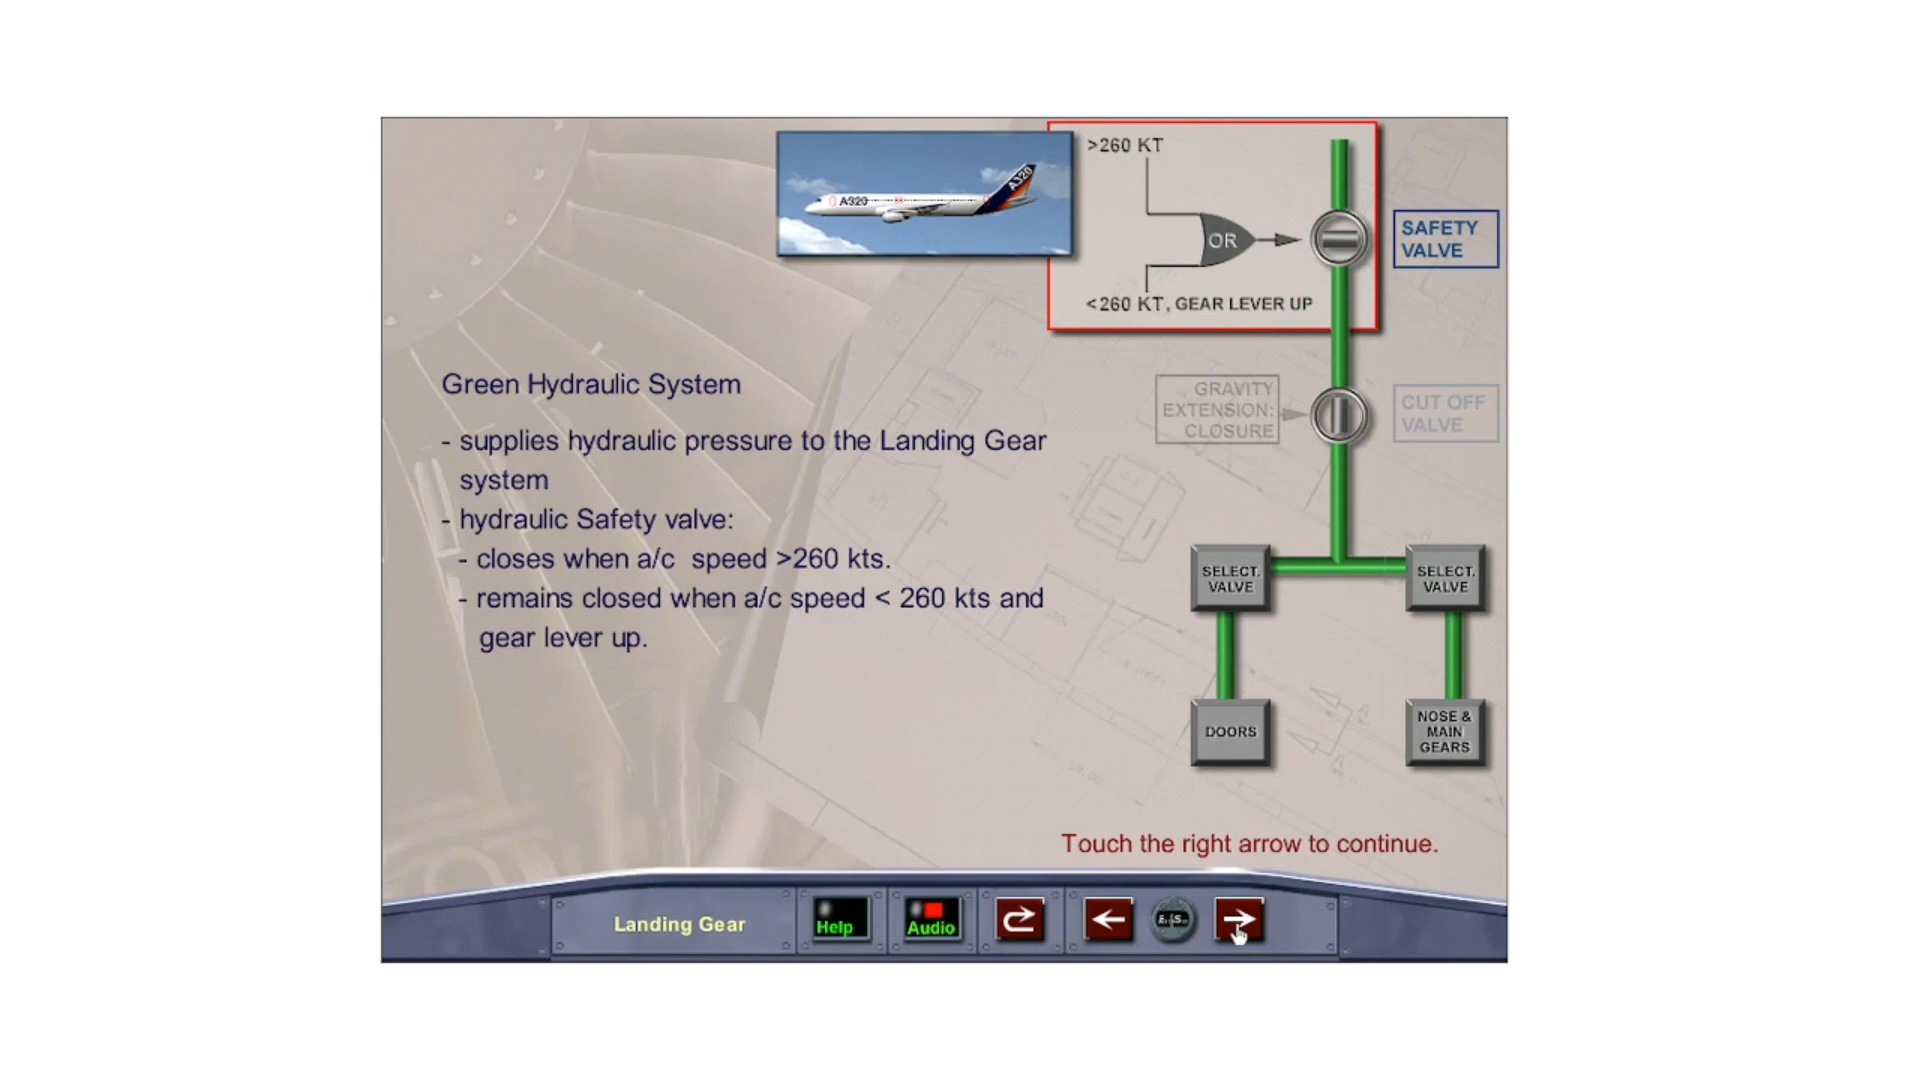 >260 KT
A320
A320
OR
SAFETY
VALVE
<260 KT, GEAR LEVER UP
Green Hydraulic System
GRAVITY
EXTENSION:
CLOSURE
CUT OFF
VALVE
- supplies hydraulic pressure to the Landing Gear
system
- hydraulic Safety valve:
- closes when a/c speed >260 kts.
- remains closed when a/c speed < 260 kts and
gear lever up.
SELECT.
VALVE
SELECT.
VALVE
DOORS
NOSE &
MAIN
GEARS
Touch the right arrow to continue.
Landing Gear
Help
Audio